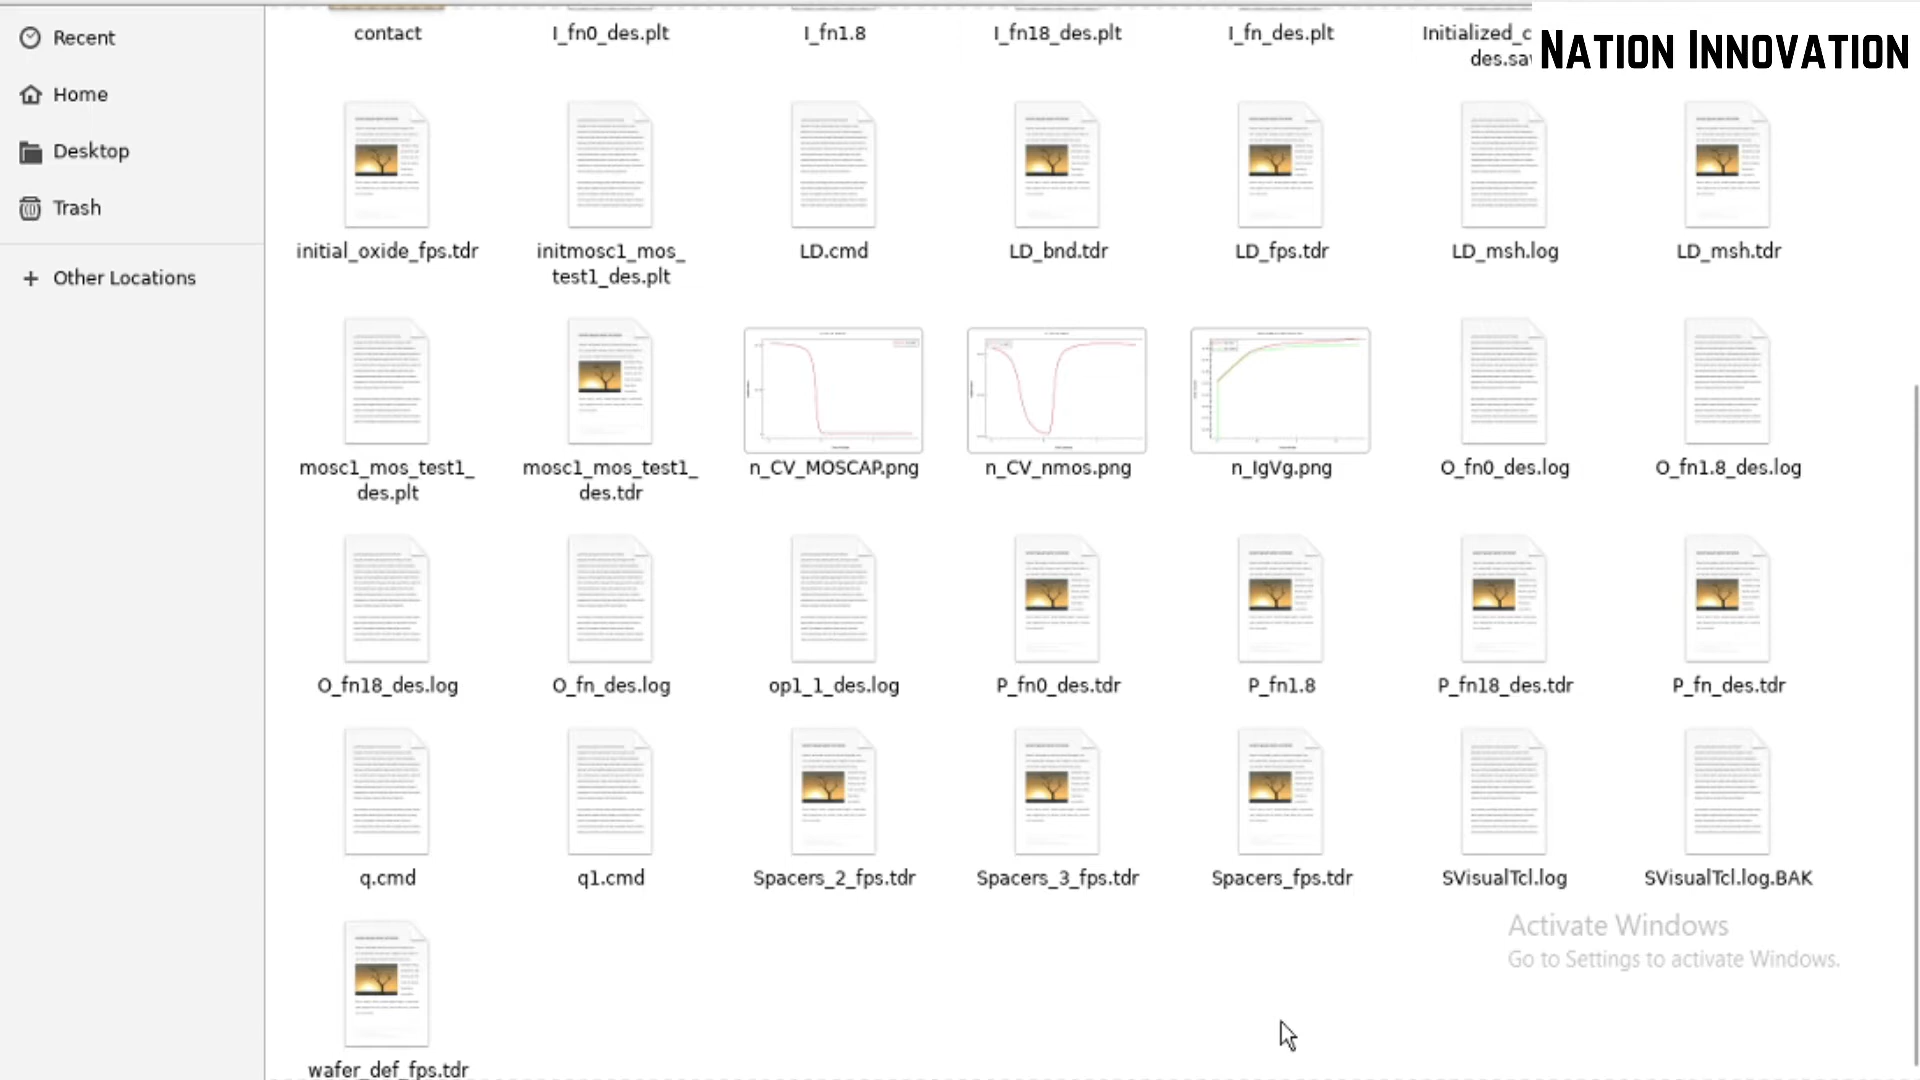 Recent
Home
Desktop
Trash
Other Locations
contact
I_fn0_des.plt
I_fn1.8
I_fn18_des.plt
I_fn_des.plt
Initialized_c
des.sav
NATION INNOVATION
initial_oxide_fps.tdr
initmosc1_mos_
test1_des.plt
LD.cmd
LD_bnd.tdr
LD_fps.tdr
LD_msh.log
LD_msh.tdr
mosc1_mos_test1_
des.plt
mosc1_mos_test1_
des.tdr
n_CV_MOSCAP.png
n_CV_nmos.png
n_IgVg.png
O_fn0_des.log
O_fn1.8_des.log
O_fn18_des.log
O_fn_des.log
op1_1_des.log
P_fn0_des.tdr
P_fn1.8
P_fn18_des.tdr
P_fn_des.tdr
q.cmd
q1.cmd
Spacers_2_fps.tdr
Spacers_3_fps.tdr
Spacers_fps.tdr
SVisualTcl.log
SVisualTcl.log.BAK
wafer_def_fps.tdr
Activate Windows
Go to Settings to activate Windows.